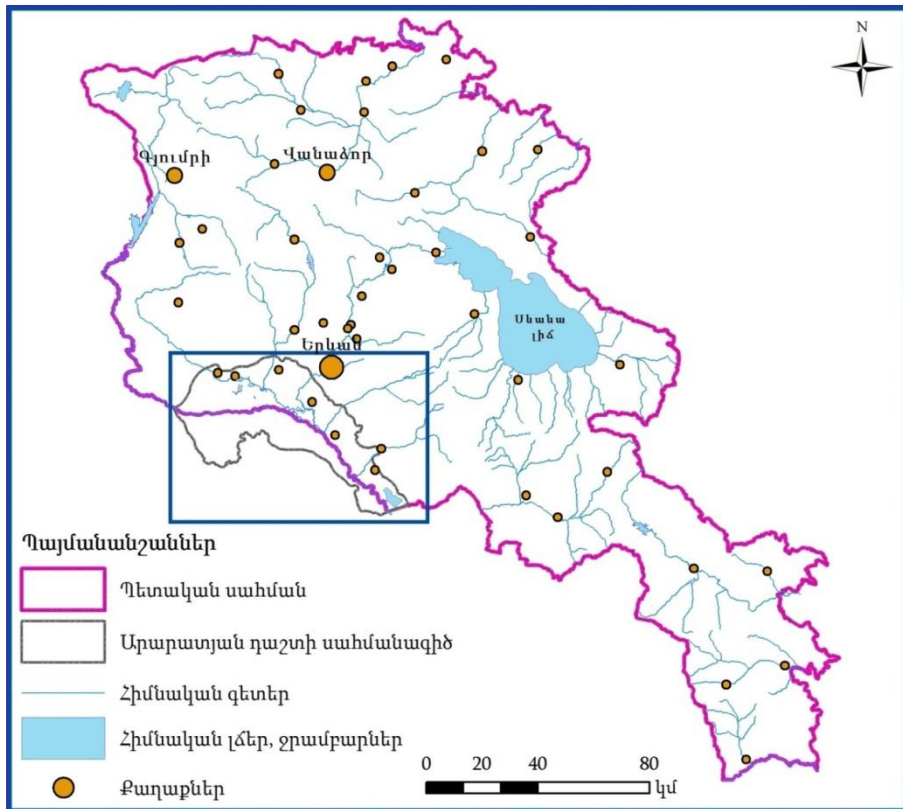 N
Գյումրի
Վանաձոր
Սևանա
լիճ
Երևան
Պայմանանշաններ
Պետական սահման
Արարատյան դաշտի սահմանագիծ
Հիմնական գետեր
Հիմնական լճեր, ջրամբարներ
Քաղաքներ
0 20 40 80
կմ